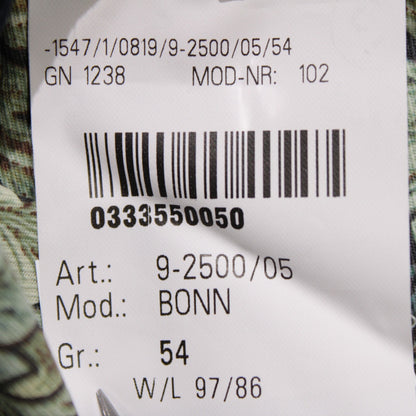 -1547/1/0819/9-2500/05/54
GN 1238 MOD-NR: 102
0333550050
Art.: 9-2500/05
Mod.: BONN
Gr.: 54
W/L 97/86